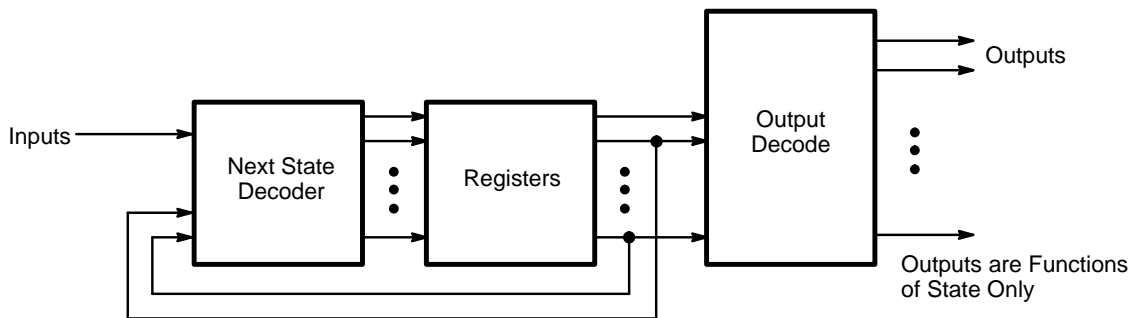 Inputs
Next State
Decoder
Registers
Output
Decode
Outputs
Outputs are Functions
of State Only